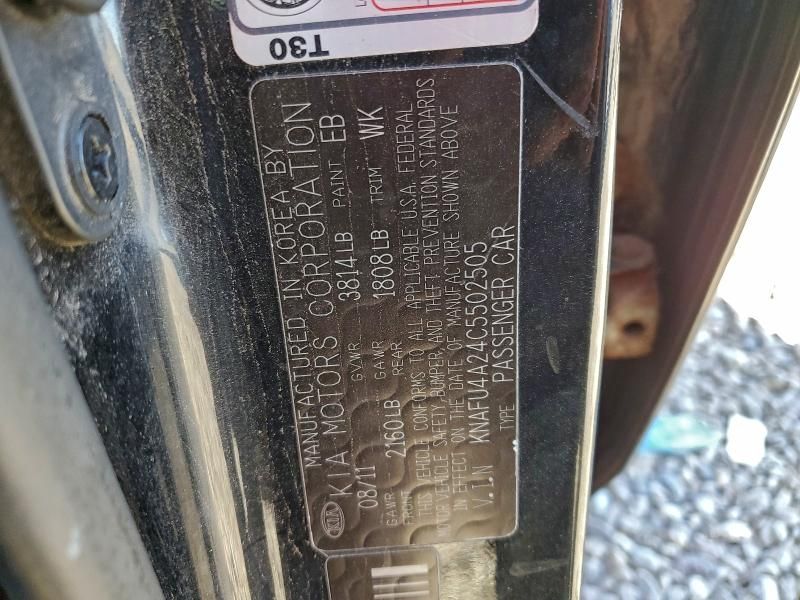 T30
MANUFACTURED IN KOREA BY
KIA KIA MOTORS CORPORATION
08/11 GVWR 3814LB PAINT EB
GAWR FRONT 2160LB GAWR REAR 1808LB TRIM WK
THIS VEHICLE CONFORMS TO ALL APPLICABLE U.S.A. FEDERAL
MOTOR VEHICLE SAFETY BUMPER, AND THEFT PREVENTION STANDARDS
IN EFFECT ON THE DATE OF MANUFACTURE SHOWN ABOVE
V.I.N KNAFU4A24C5502505
TYPE PASSENGER CAR